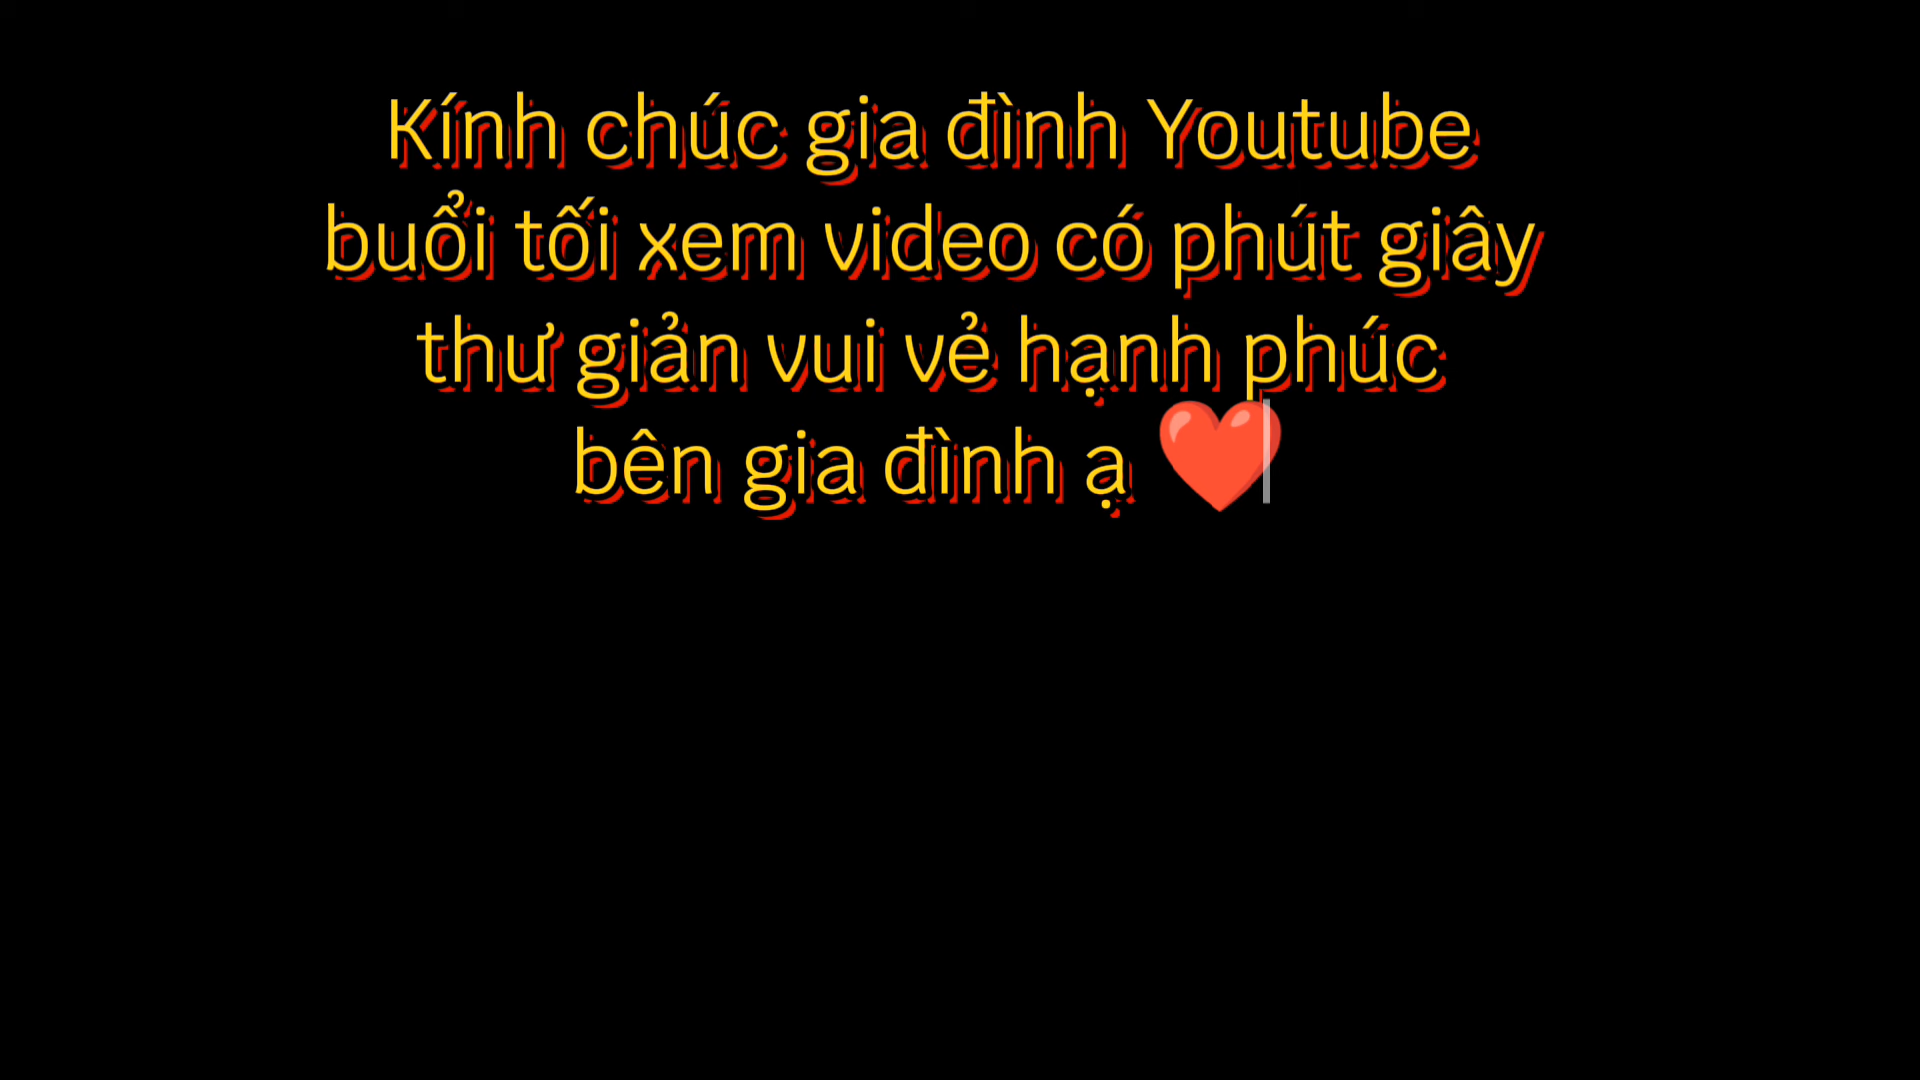 Kính chúc gia đình Youtube
buổi tối xem video có phút giây
thư giản vui vẻ hạnh phúc
bên gia đình ạ ❤️